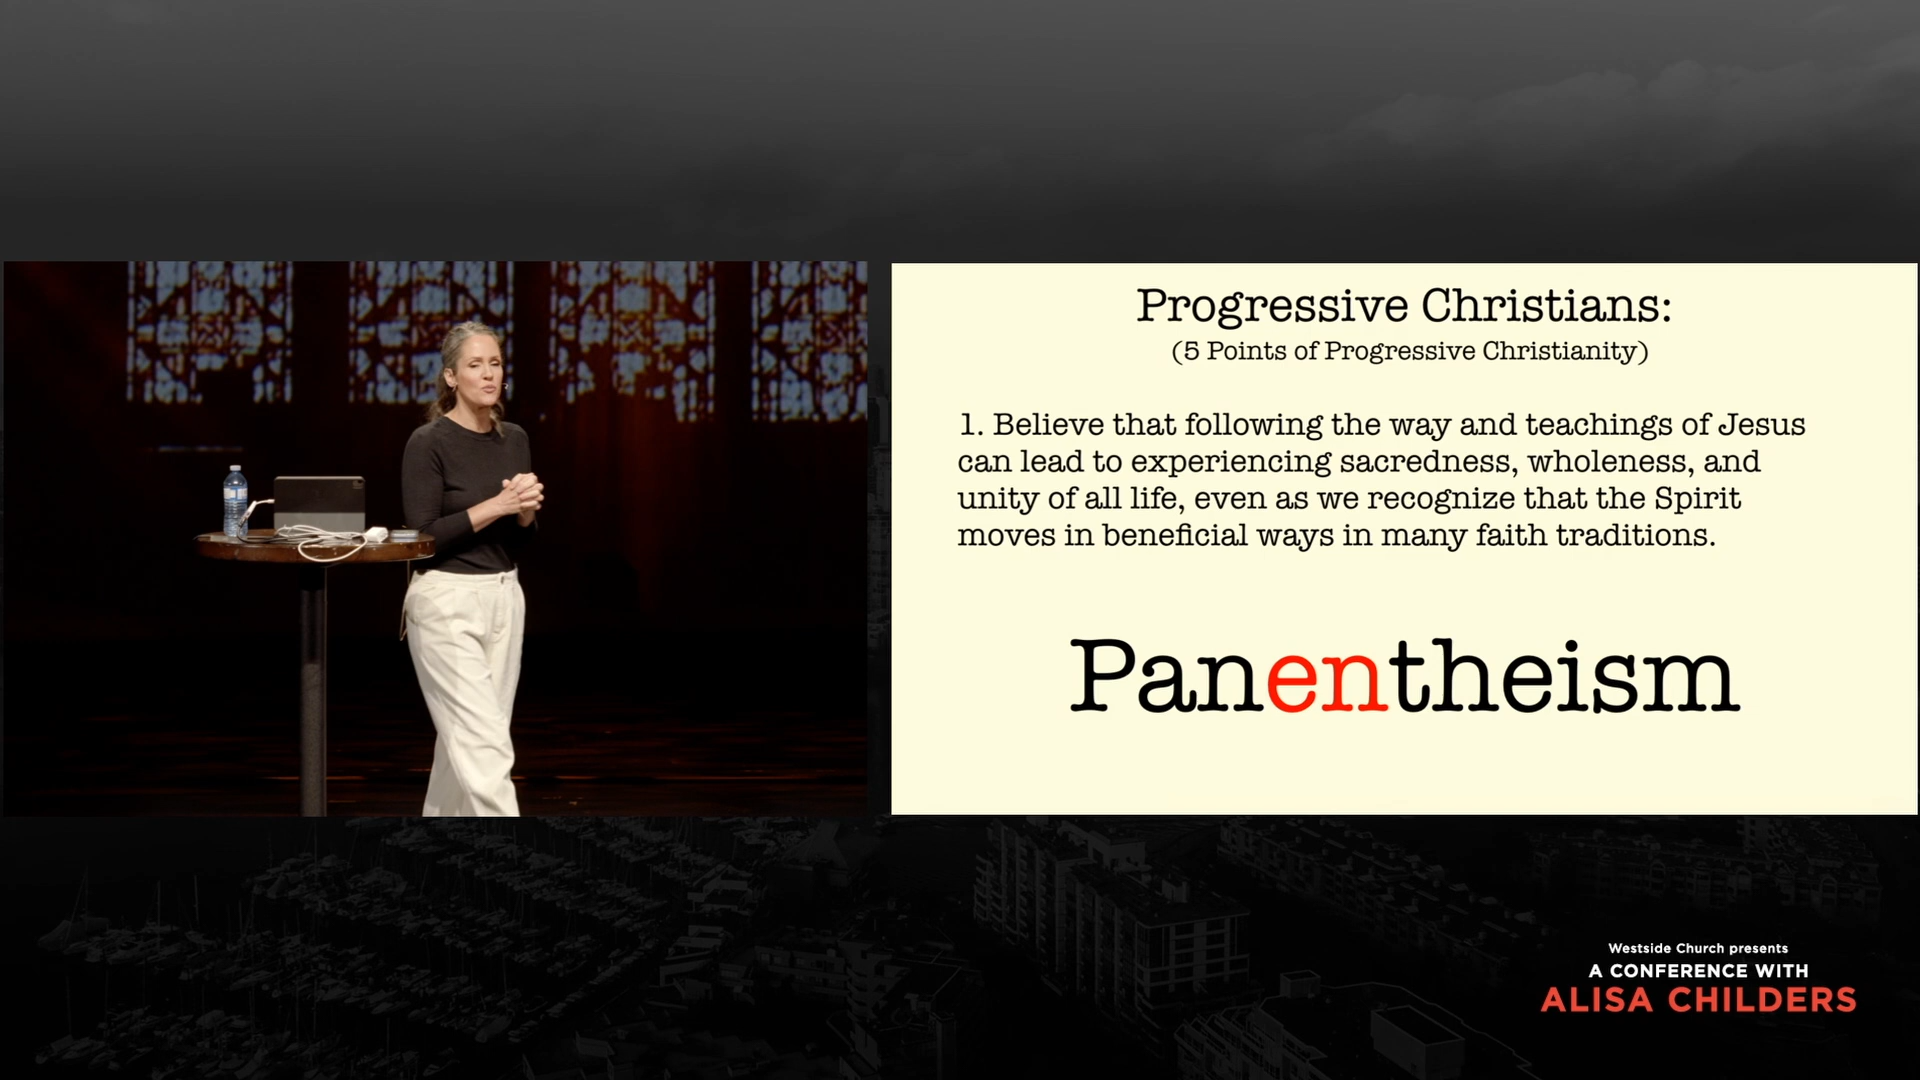 Progressive Christians:
(5 Points of Progressive Christianity)
1. Believe that following the way and teachings of Jesus
can lead to experiencing sacredness, wholeness, and
unity of all life, even as we recognize that the Spirit
moves in beneficial ways in many faith traditions.
Panentheism
Westside Church presents
A CONFERENCE WITH
ALISA CHILDERS